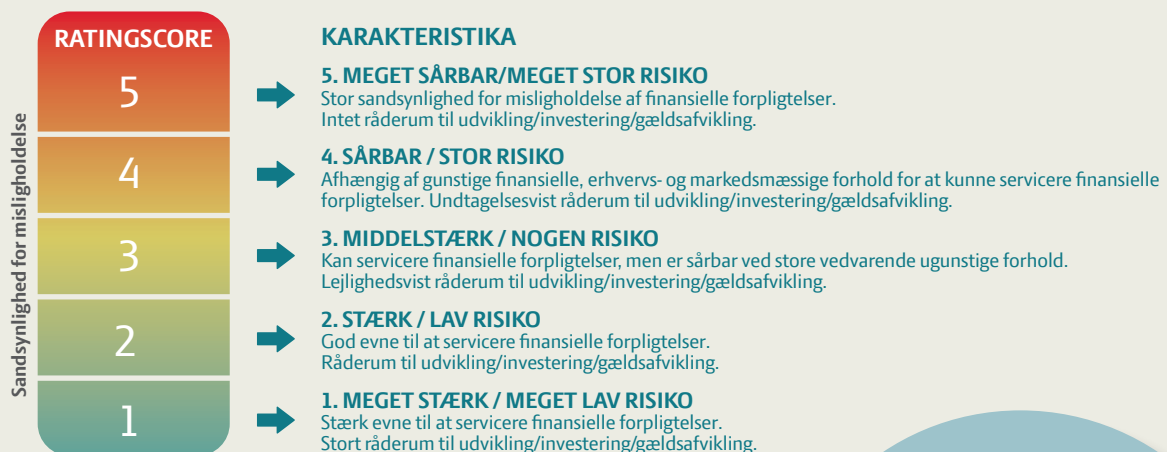 RATINGSCORE
KARAKTERISTIKA
Sandsynlighed for misligholdelse
5
5. MEGET SÅRBAR/MEGET STOR RISIKO
Stor sandsynlighed for misligholdelse af finansielle forpligtelser.
Intet råderum til udvikling/investering/gældsafvikling.
4
4. SÅRBAR / STOR RISIKO
Afhængig af gunstige finansielle, erhvervs- og markedsmæssige forhold for at kunne servicere finansielle
forpligtelser. Undtagelsesvist råderum til udvikling/investering/gældsafvikling.
3
3. MIDDELSTÆRK / NOGEN RISIKO
Kan servicere finansielle forpligtelser, men er sårbar ved store vedvarende ugunstige forhold.
Lejlighedsvist råderum til udvikling/investering/gældsafvikling.
2
2. STÆRK / LAV RISIKO
God evne til at servicere finansielle forpligtelser.
Råderum til udvikling/investering/gældsafvikling.
1
1. MEGET STÆRK / MEGET LAV RISIKO
Stærk evne til at servicere finansielle forpligtelser.
Stort råderum til udvikling/investering/gældsafvikling.